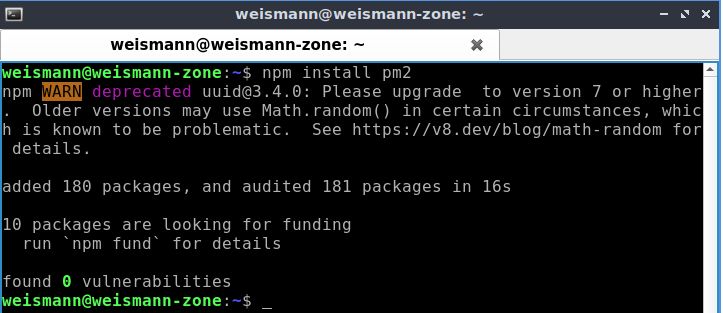 weismann@weismann-zone: ~
weismann@weismann-zone: ~
weismann@weismann-zone:~$ npm install pm2
npm WARN deprecated uuid@3.4.0: Please upgrade  to version 7 or higher
.  Older versions may use Math.random() in certain circumstances, whic
h is known to be problematic.  See https://v8.dev/blog/math-random for
 details.
added 180 packages, and audited 181 packages in 16s
10 packages are looking for funding
  run `npm fund` for details
found 0 vulnerabilities
weismann@weismann-zone:~$ _